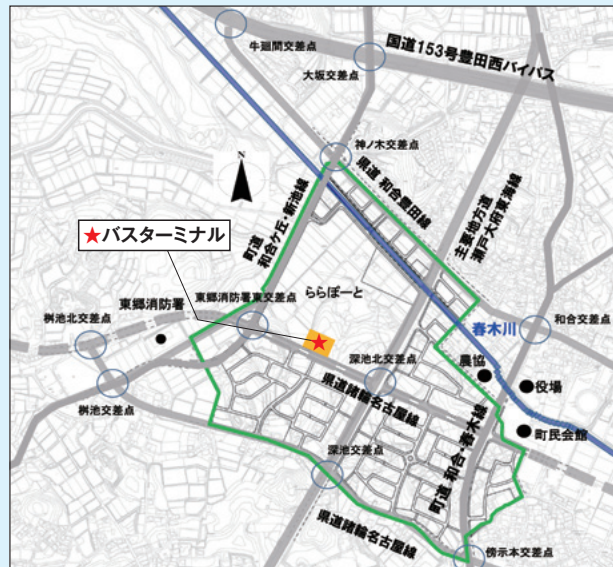 牛廻間交差点
国道153号豊田西バイパス
大坂交差点
神ノ木交差点
N
県道 和合豊田線
主要地方道
瀬戸大府東海線
町道
和合ケ丘・新池線
★バスターミナル
ららぽーと
東郷消防署
東郷消防署東交差点
桝池北交差点
春木川
和合交差点
深池北交差点
農協
役場
桝池交差点
県道諸輪名古屋線
町民会館
町道 和合・春木線
深池交差点
県道諸輪名古屋線
傍示本交差点